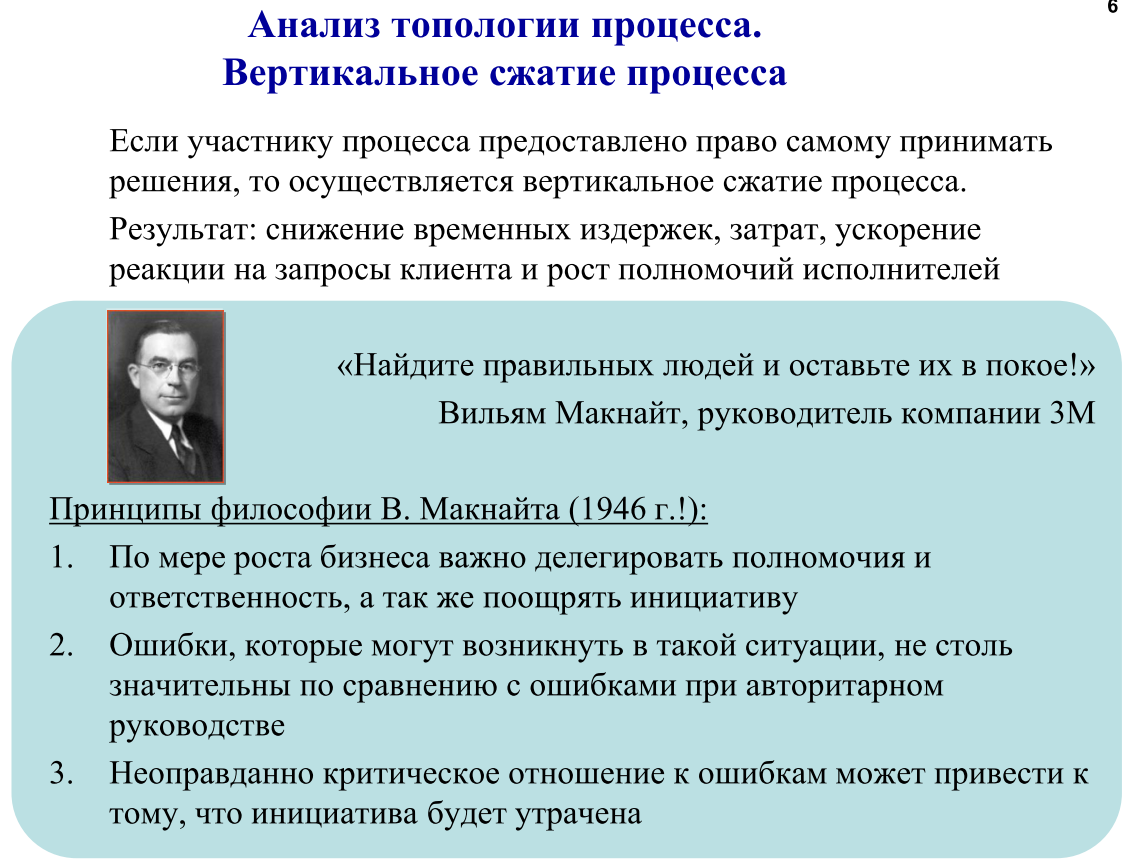 6
Анализ топологии процесса.
Вертикальное сжатие процесса
Если участнику процесса предоставлено право самому принимать
решения, то осуществляется вертикальное сжатие процесса.
Результат: снижение временных издержек, затрат, ускорение
реакции на запросы клиента и рост полномочий исполнителей
«Найдите правильных людей и оставьте их в покое!»
Вильям Макнайт, руководитель компании 3М
Принципы философии В. Макнайта (1946 г.!):
1. По мере роста бизнеса важно делегировать полномочия и
ответственность, а так же поощрять инициативу
2. Ошибки, которые могут возникнуть в такой ситуации, не столь
значительны по сравнению с ошибками при авторитарном
руководстве
3. Неоправданно критическое отношение к ошибкам может привести к
тому, что инициатива будет утрачена